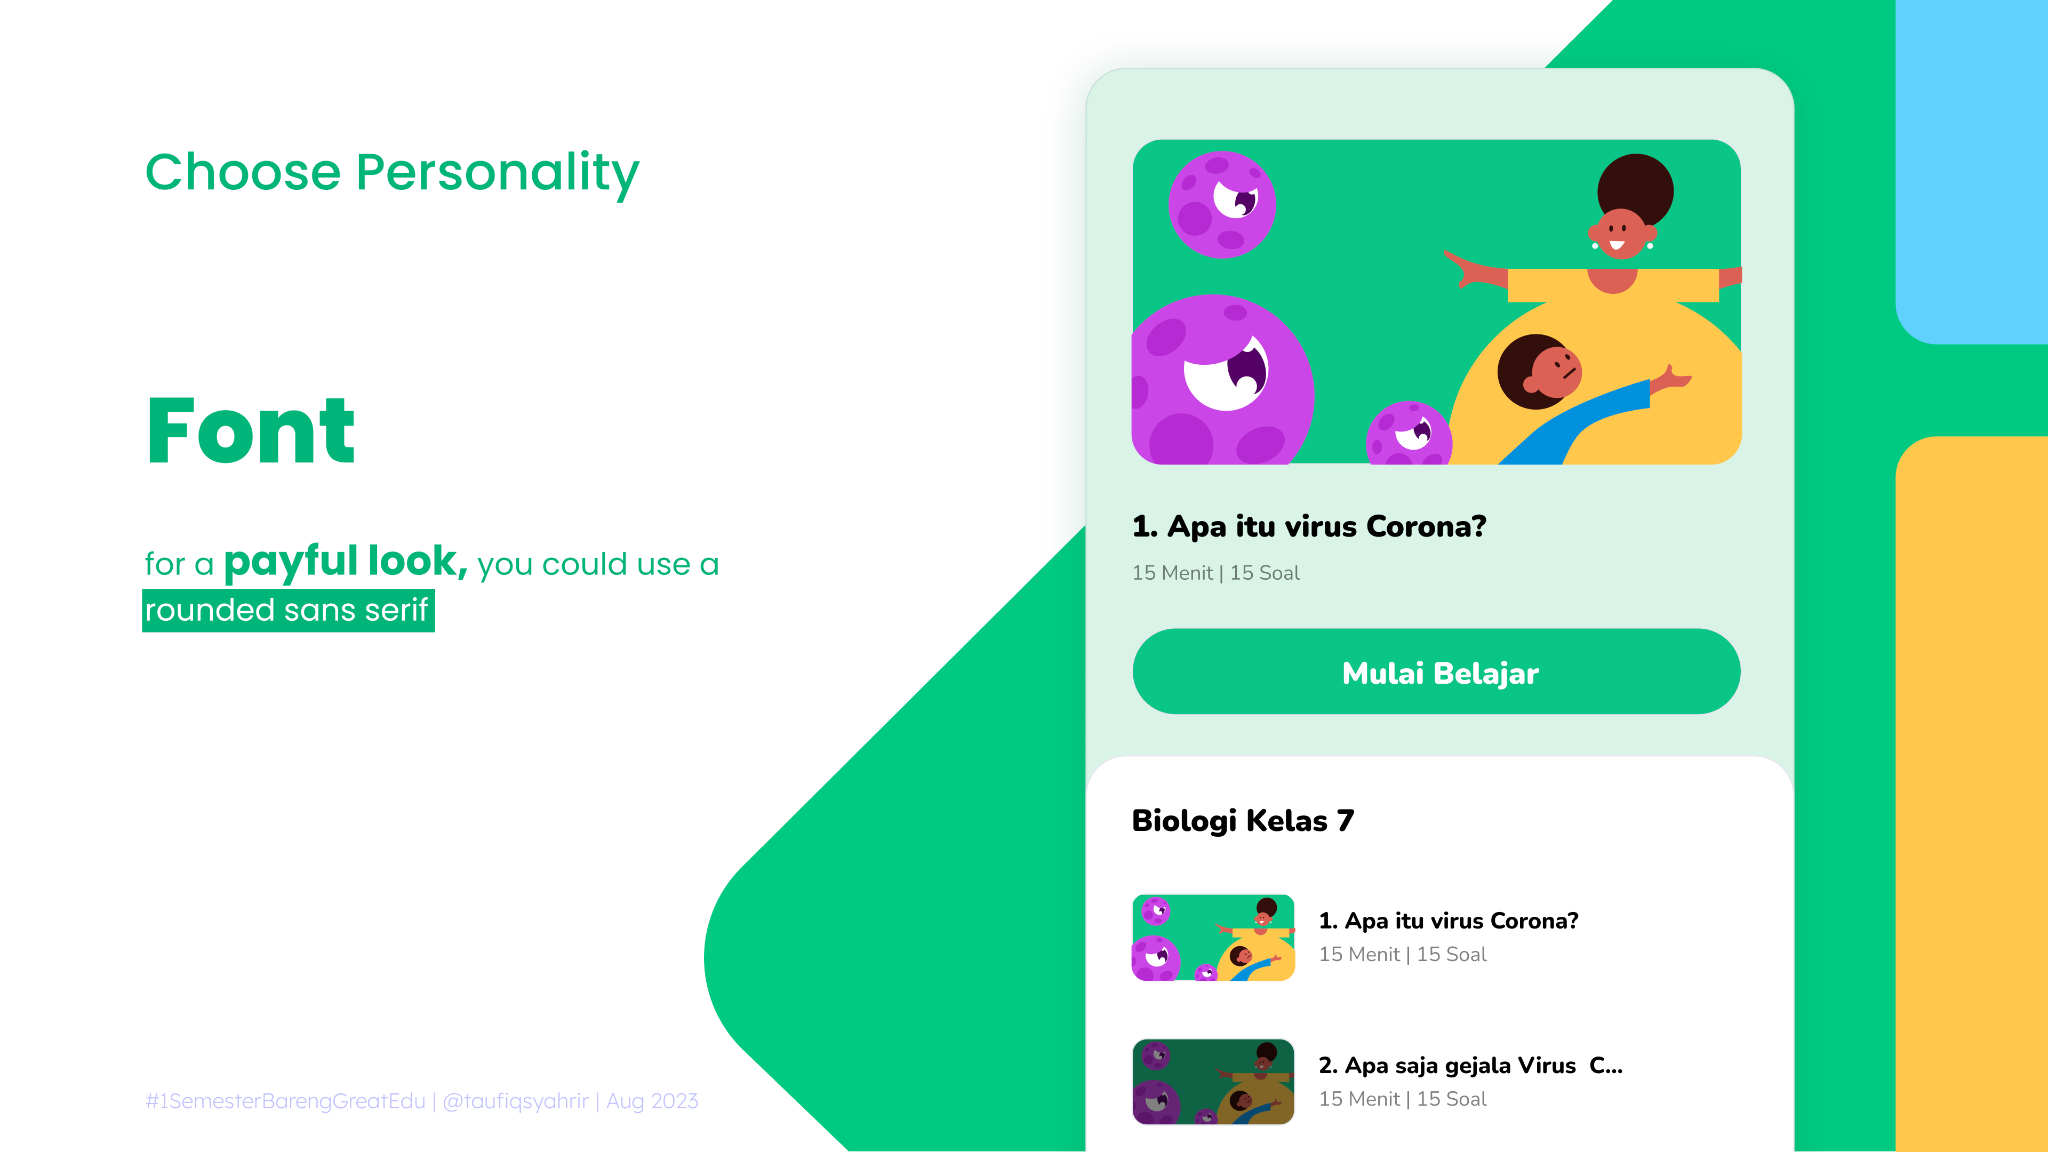 Choose Personality
Font
for a payful look, you could use a
rounded sans serif
#1SemesterBarengGreatEdu | @taufiqsyahrir | Aug 2023
1. Apa itu virus Corona?
15 Menit | 15 Soal
Mulai Belajar
Biologi Kelas 7
1. Apa itu virus Corona?
15 Menit | 15 Soal
2. Apa saja gejala Virus  C...
15 Menit | 15 Soal